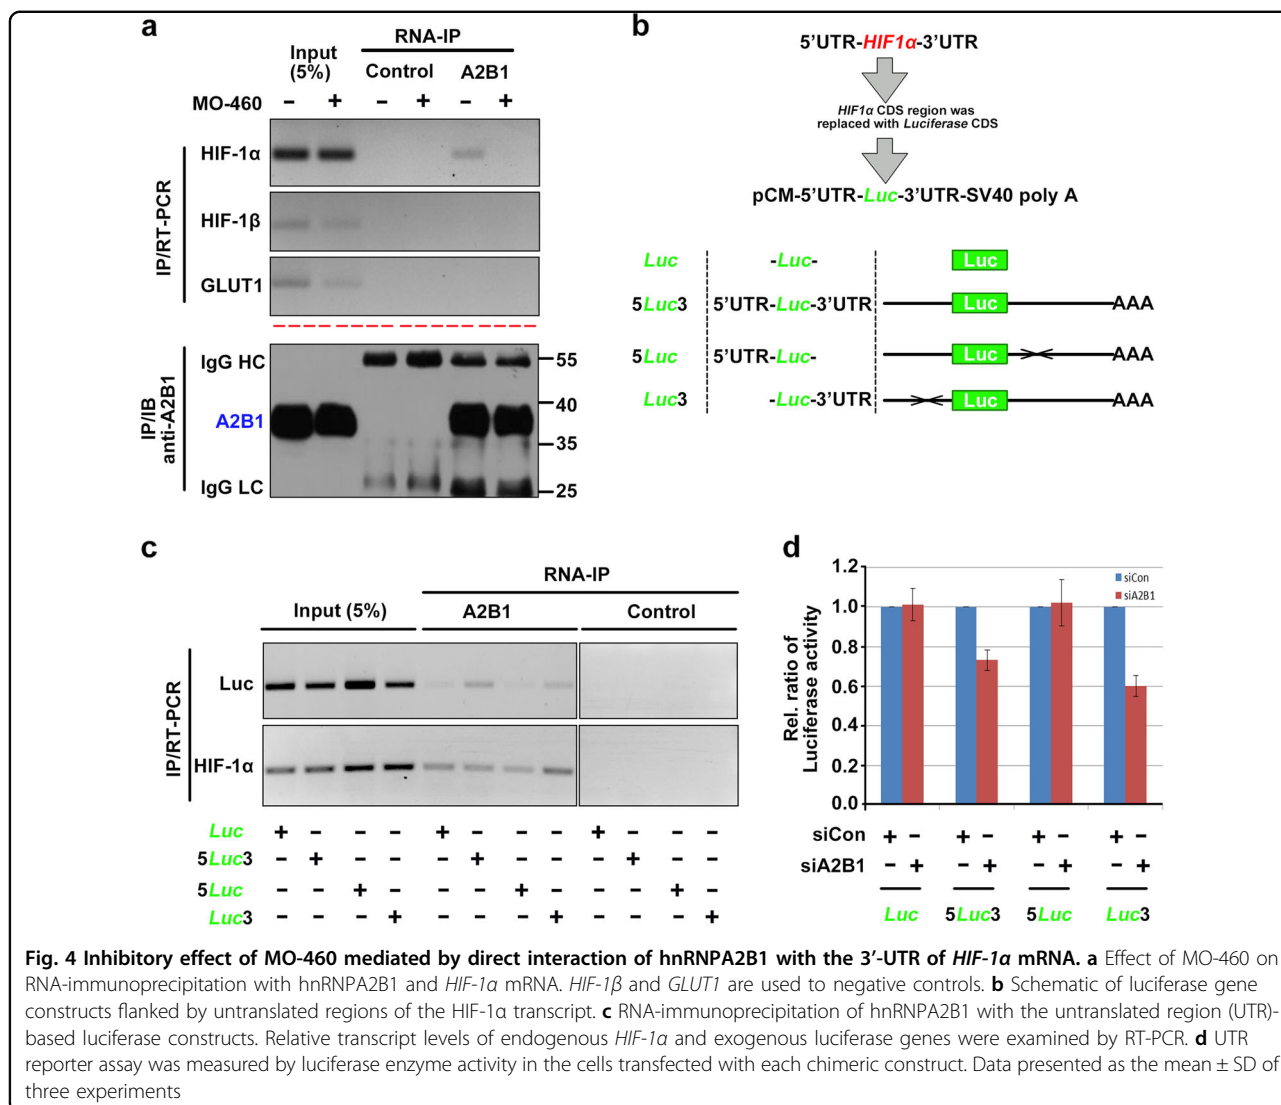 a
RNA-IP
Input
(5%)
Control
A2B1
MO-460
− + − + − +
IP/RT-PCR
HIF-1α
HIF-1β
GLUT1
IP/IB
anti-A2B1
IgG HC
A2B1
IgG LC
55
40
35
25
b
5’UTR-HIF1α-3’UTR
HIF1α CDS region was
replaced with Luciferase CDS
pCM-5’UTR-Luc-3’UTR-SV40 poly A
Luc -Luc- Luc
5Luc3 5’UTR-Luc-3’UTR Luc AAA
5Luc 5’UTR-Luc- Luc AAA
Luc3 -Luc-3’UTR Luc AAA
c
RNA-IP
Input (5%) A2B1 Control
IP/RT-PCR
Luc
HIF-1α
Luc + − − − + − − − + − − −
5Luc3 − + − − − + − − − + − −
5Luc − − + − − − + − − − + −
Luc3 − − − + − − − + − − − +
d
Rel. ratio of
Luciferase activity
1.2
1.0
0.8
0.6
0.4
0.2
0.0
siCon
siA2B1
siCon + − + − + − + −
siA2B1 − + − + − + − +
Luc 5Luc3 5Luc Luc3
Fig. 4 Inhibitory effect of MO-460 mediated by direct interaction of hnRNPA2B1 with the 3′-UTR of HIF-1α mRNA. a Effect of MO-460 on
RNA-immunoprecipitation with hnRNPA2B1 and HIF-1α mRNA. HIF-1β and GLUT1 are used to negative controls. b Schematic of luciferase gene
constructs flanked by untranslated regions of the HIF-1α transcript. c RNA-immunoprecipitation of hnRNPA2B1 with the untranslated region (UTR)-
based luciferase constructs. Relative transcript levels of endogenous HIF-1α and exogenous luciferase genes were examined by RT-PCR. d UTR
reporter assay was measured by luciferase enzyme activity in the cells transfected with each chimeric construct. Data presented as the mean ± SD of
three experiments